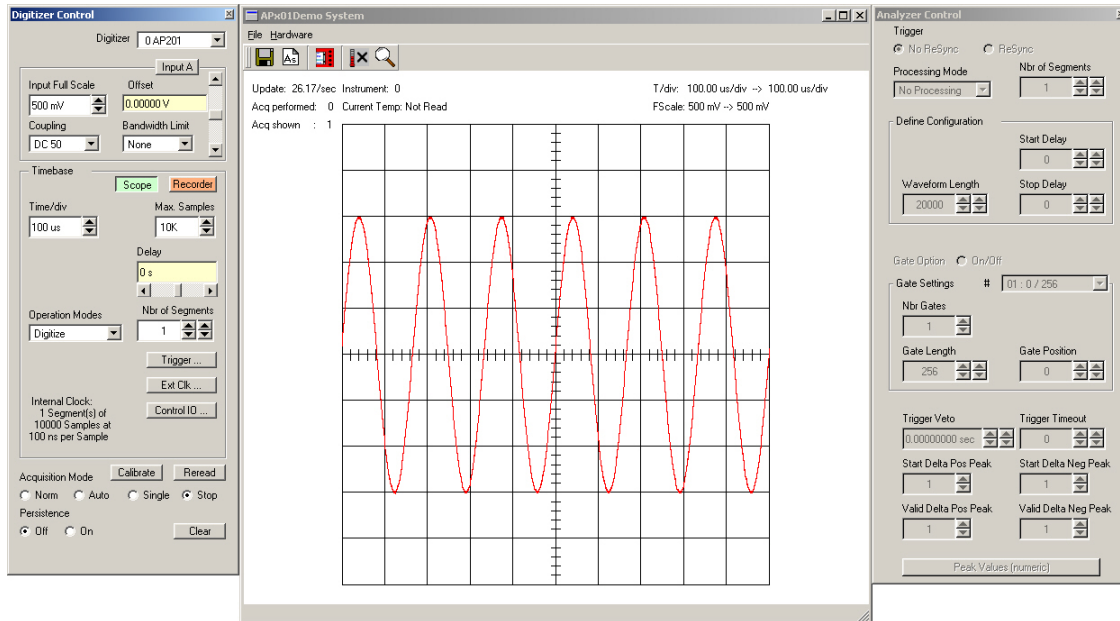 Digitizer Control
Digitizer 0 AP201
Input A
Input Full Scale Offset
500 mV 0.00000 V
Coupling Bandwidth Limit
DC 50 None
Timebase
Scope Recorder
Time/div Max. Samples
100 us 10K
Delay
0 s
Operation Modes Nbr of Segments
Digitize 1
Trigger ...
Ext Clk ...
Control IO ...
Internal Clock:
1 Segment(s) of
10000 Samples at
100 ns per Sample
Acquisition Mode Calibrate Reread
Norm Auto Single Stop
Persistence
Off On Clear
APx01Demo System
File Hardware
As
Update: 26.17/sec Instrument: 0 T/div: 100.00 us/div --> 100.00 us/div
Acq performed: 0 Current Temp: Not Read FScale: 500 mV --> 500 mV
Acq shown : 1
Analyzer Control
Trigger
No ReSync ReSync
Processing Mode Nbr of Segments
No Processing 1
Define Configuration
Start Delay
0
Waveform Length Stop Delay
20000 0
Gate Option On/Off
Gate Settings # 01 : 0 / 256
Nbr Gates
1
Gate Length Gate Position
256 0
Trigger Veto Trigger Timeout
0.00000000 sec 0
Start Delta Pos Peak Start Delta Neg Peak
1 1
Valid Delta Pos Peak Valid Delta Neg Peak
1 1
Peak Values (numeric)